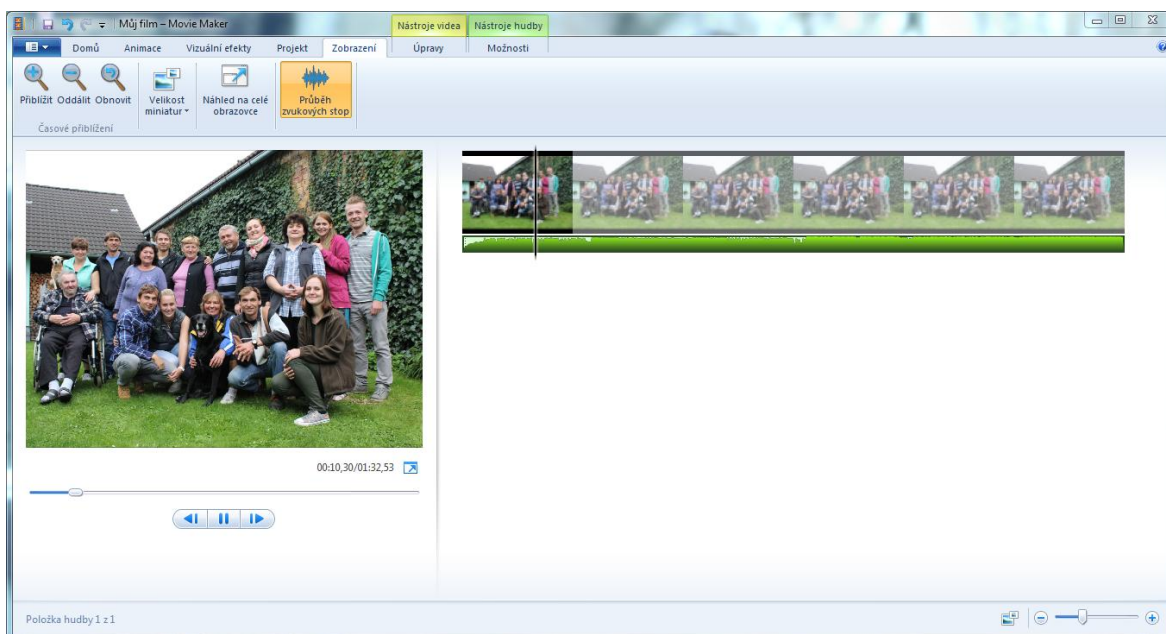 Můj film – Movie Maker
Nástroje videa
Nástroje hudby
Domů
Animace
Vizuální efekty
Projekt
Zobrazení
Úpravy
Možnosti
Přiblížit
Oddálit
Obnovit
Velikost
miniatur
Náhled na celé
obrazovce
Průběh
zvukových stop
Časové přiblížení
00:10,30/01:32,53
Položka hudby 1 z 1